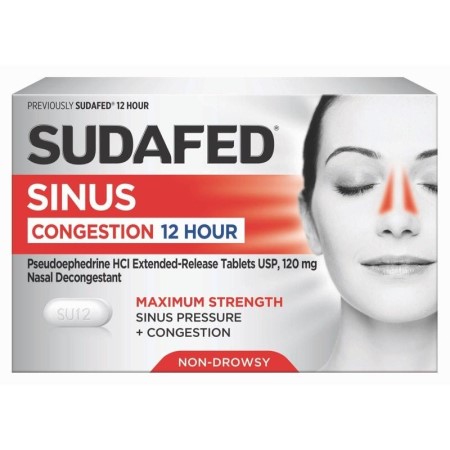 PREVIOUSLY SUDAFED® 12 HOUR
SUDAFED®
SINUS
CONGESTION 12 HOUR
Pseudoephedrine HCl Extended-Release Tablets USP, 120 mg
Nasal Decongestant
SU12
MAXIMUM STRENGTH
SINUS PRESSURE
+ CONGESTION
NON-DROWSY